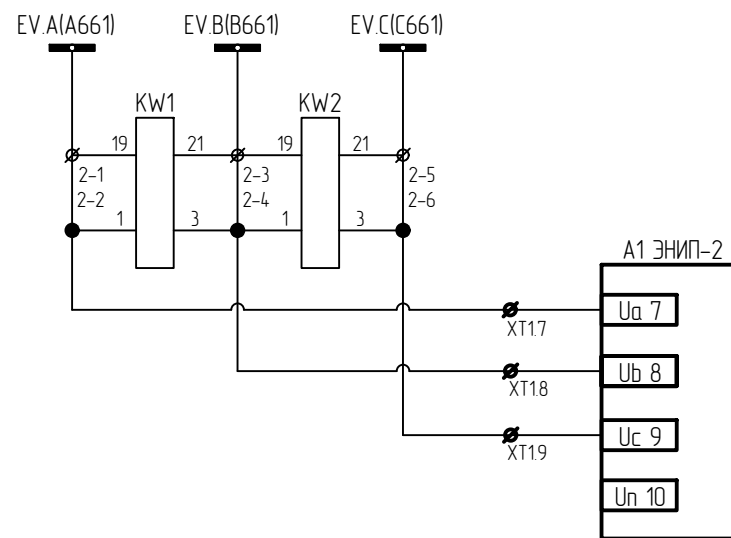 EV.A(A661) EV.B(B661) EV.C(C661)
KW1 KW2
19 21 19 21
2-1 2-3 2-5
2-2 2-4 2-6
1 3 1 3
А1 ЭНИП-2
Ua 7
XT1.7
Ub 8
XT1.8
Uc 9
XT1.9
Un 10